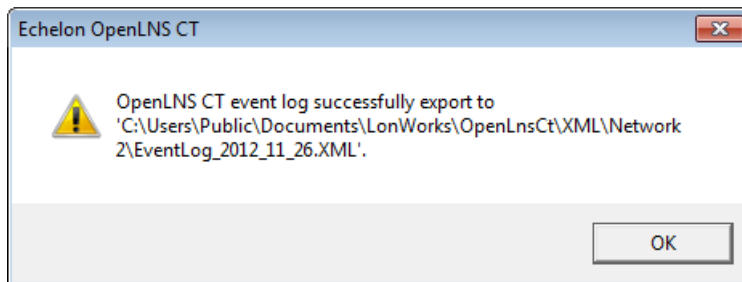 Echelon OpenLNS CT
OpenLNS CT event log successfully export to
'C:\Users\Public\Documents\LonWorks\OpenLnsCt\XML\Network
2\EventLog_2012_11_26.XML'.
OK